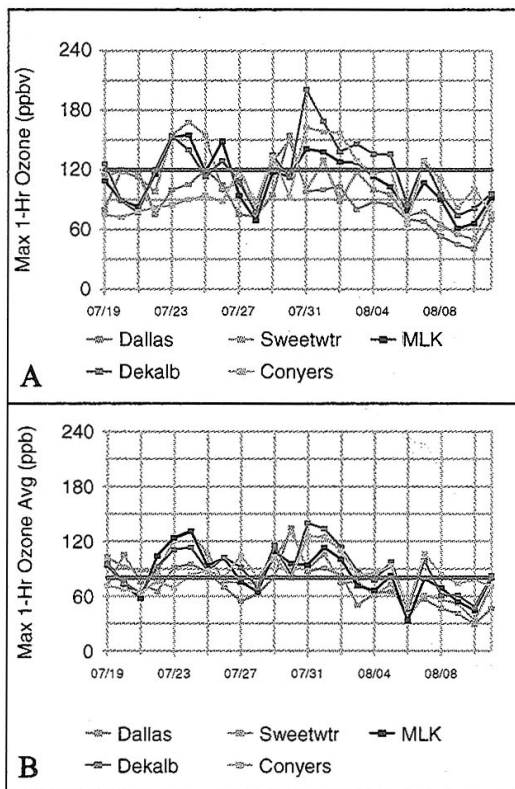 Max 1-Hr Ozone (ppbv)
240
180
120
60
0
07/19 07/23 07/27 07/31 08/04 08/08
Dallas Sweetwtr MLK
Dekalb Conyers
A
Max 1-Hr Ozone Avg (ppb)
240
180
100
60
0
07/19 07/23 07/27 07/31 08/04 08/08
Dallas Sweetwtr MLK
Dekalb Conyers
B